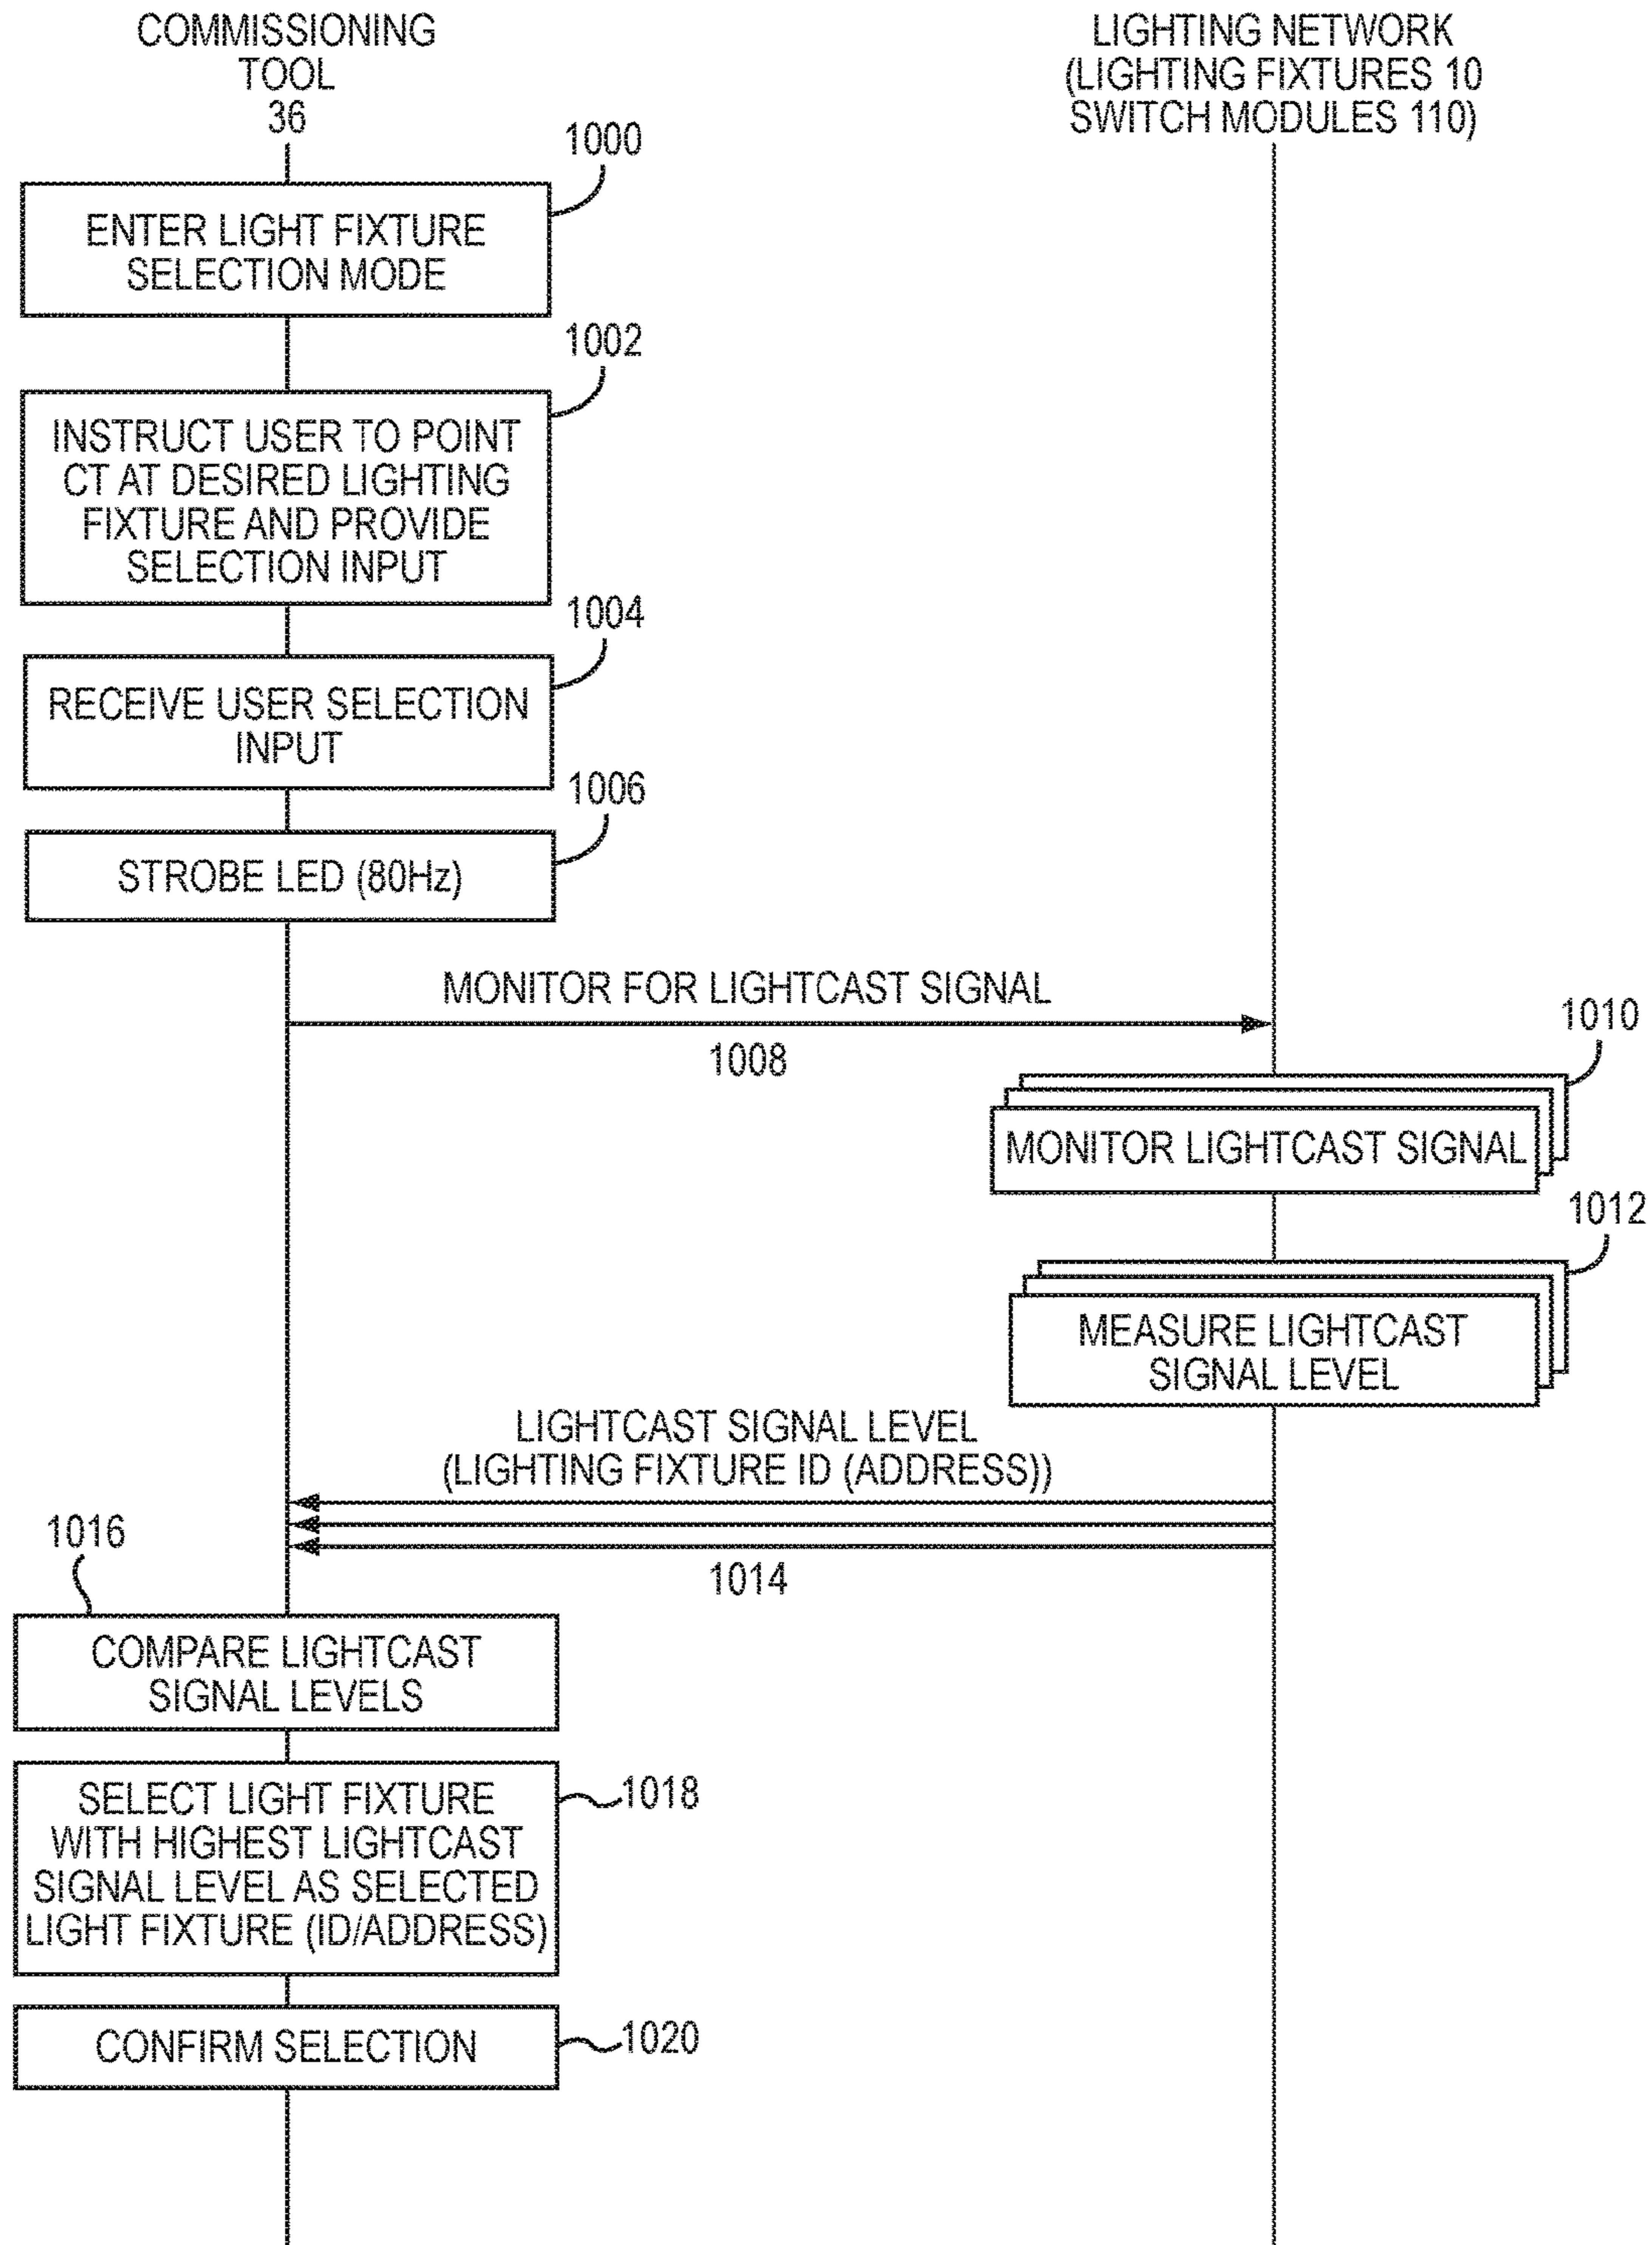 COMMISSIONING
TOOL
36
LIGHTING NETWORK
(LIGHTING FIXTURES 10
SWITCH MODULES 110)
1000
ENTER LIGHT FIXTURE
SELECTION MODE
1002
INSTRUCT USER TO POINT
CT AT DESIRED LIGHTING
FIXTURE AND PROVIDE
SELECTION INPUT
1004
RECEIVE USER SELECTION
INPUT
1006
STROBE LED (80Hz)
MONITOR FOR LIGHTCAST SIGNAL
1008
1010
MONITOR LIGHTCAST SIGNAL
1012
MEASURE LIGHTCAST
SIGNAL LEVEL
LIGHTCAST SIGNAL LEVEL
(LIGHTING FIXTURE ID (ADDRESS))
1014
1016
COMPARE LIGHTCAST
SIGNAL LEVELS
SELECT LIGHT FIXTURE
WITH HIGHEST LIGHTCAST
SIGNAL LEVEL AS SELECTED
LIGHT FIXTURE (ID/ADDRESS)
1018
CONFIRM SELECTION
1020